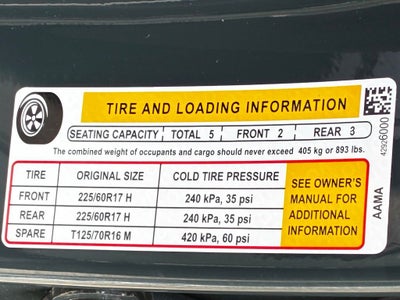 TIRE AND LOADING INFORMATION
SEATING CAPACITY TOTAL 5 FRONT 2 REAR 3
The combined weight of occupants and cargo should never exceed 405 kg or 893 lbs.
TIRE ORIGINAL SIZE COLD TIRE PRESSURE
FRONT 225/60R17 H 240 kPa, 35 psi
REAR 225/60R17 H 240 kPa, 35 psi
SPARE T125/70R16 M 420 kPa, 60 psi
SEE OWNER'S
MANUAL FOR
ADDITIONAL
INFORMATION
42926000
AAMA